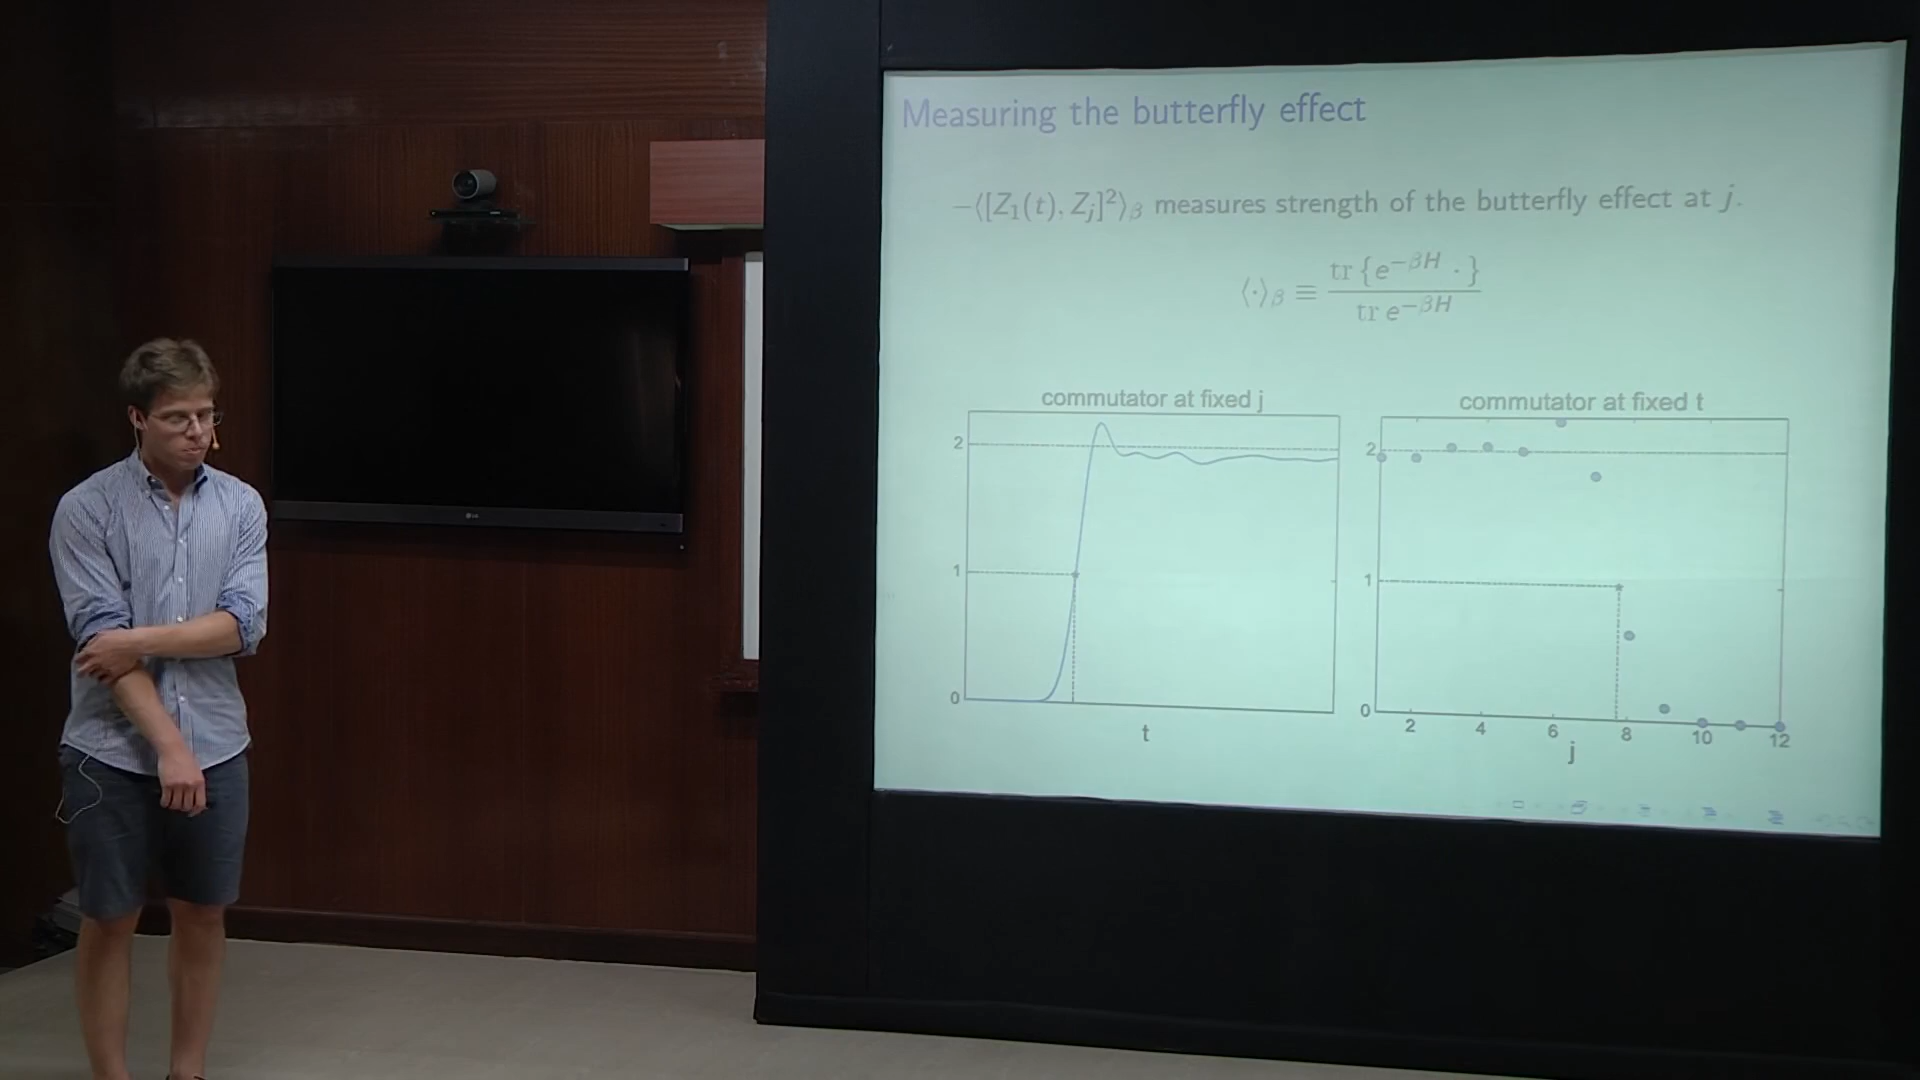 Measuring the butterfly effect
−⟨[Z₁(t), Zⱼ]²⟩β measures strength of the butterfly effect at j.
⟨·⟩β ≡ tr {e^−βH · } / tr e^−βH
commutator at fixed j
2
1
0
t
commutator at fixed t
2
1
0
2 4 6 8 10 12
j
LG